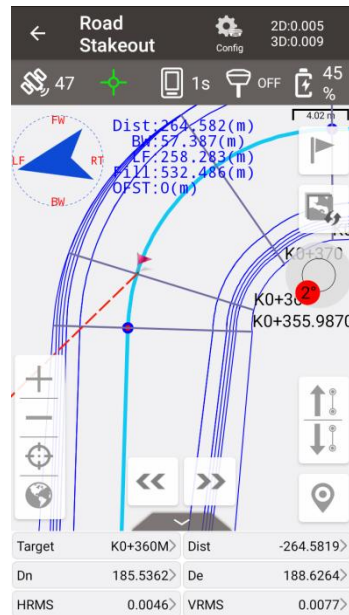 Road
Stakeout
Config
2D:0.005
3D:0.009
47
1s
OFF
45
%
FW
LF
RT
BW
Dist:264.582(m)
BW:57.387(m)
LF:258.283(m)
Fill:532.486(m)
OFST:0(m)
4.02 m
K0+370
2°
K0+36
K0+355.9870
Target K0+360M> Dist -264.5819>
Dn 185.5362> De 188.6264>
HRMS 0.0046> VRMS 0.0077>